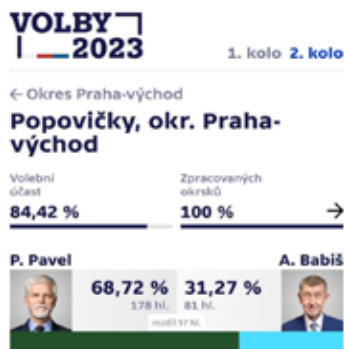 VOLBY
2023
1. kolo 2. kolo
← Okres Praha-východ
Popovičky, okr. Praha-
východ
Volební
účast
84,42 %
Zpracovaných
okrsků
100 % →
P. Pavel
A. Babiš
68,72 % 31,27 %
178 hl. 81 hl.
rozdíl 97 hl.